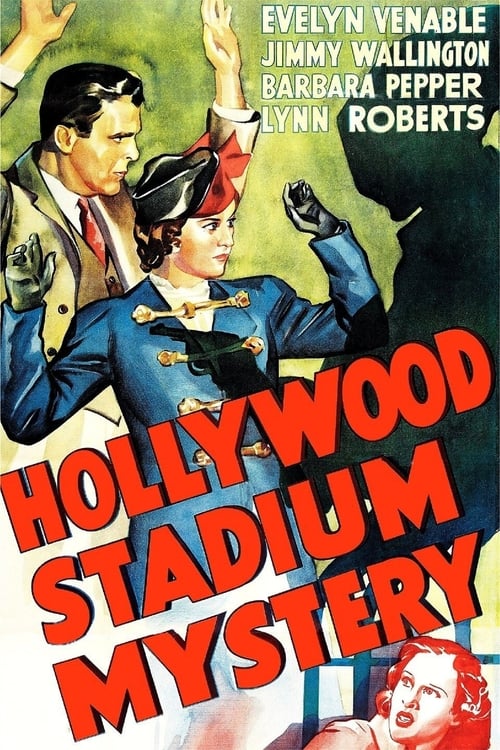 EVELYN VENABLE
JIMMY WALLINGTON
BARBARA PEPPER
LYNN ROBERTS
HOLLYWOOD
STADIUM
MYSTERY